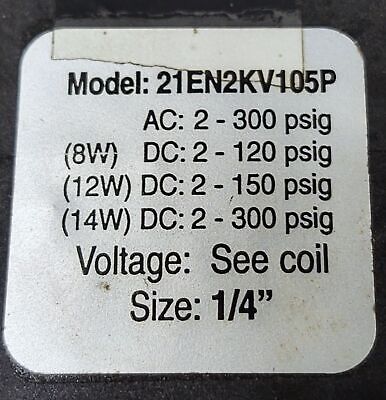 Model: 21EN2KV105P
AC: 2 - 300 psig
(8W) DC: 2 - 120 psig
(12W) DC: 2 - 150 psig
(14W) DC: 2 - 300 psig
Voltage: See coil
Size: 1/4”